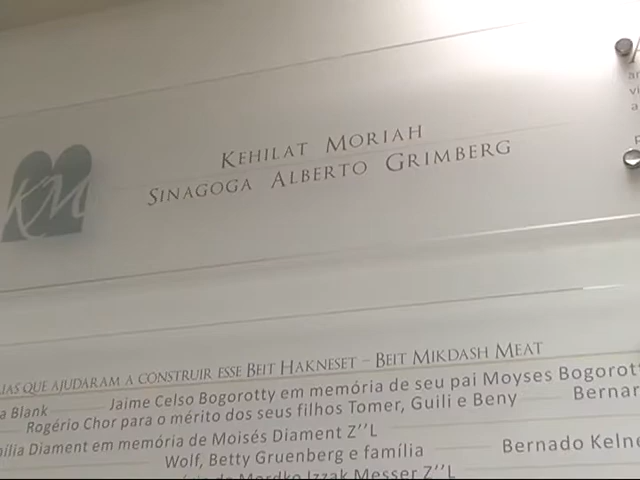 KEHILAT MORIAH
SINAGOGA ALBERTO GRIMBERG
KM
QUE AJUDARAM A CONSTRUIR ESSE BEIT HAKNESET – BEIT MIKDASH MEAT
Blank
Jaime Celso Bogorotty em memória de seu pai Moyses
Rogério Chor para o mérito dos seus filhos Tomer, Guili e Beny
Diament em memória de Moisés Diament Z''L
Wolf, Betty Gruenberg e família
Bernado
Mordko Izzak Messer Z''L